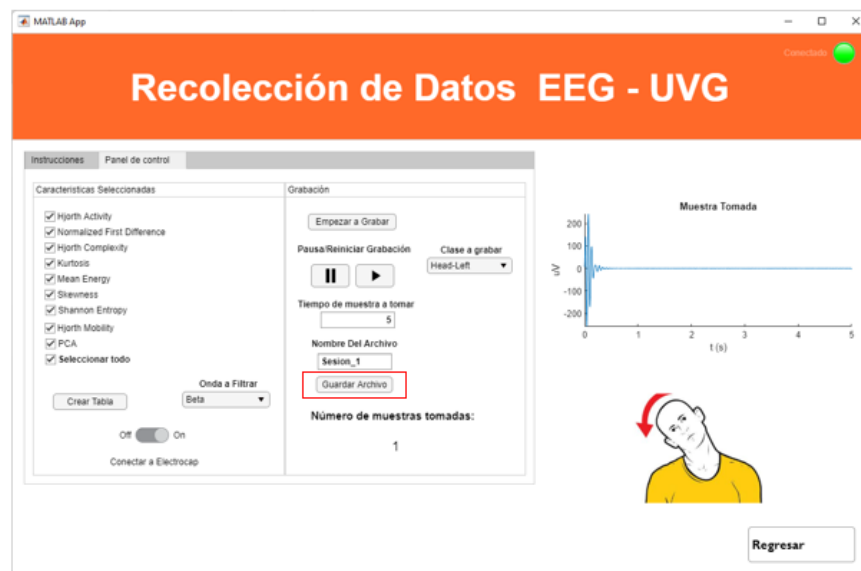 MATLAB App
Conectado
Recolección de Datos EEG - UVG
Instrucciones Panel de control
Caracteristicas Seleccionadas
Hjorth Activity
Normalized First Difference
Hjorth Complexity
Kurtosis
Mean Energy
Skewness
Shannon Entropy
Hjorth Mobility
PCA
Seleccionar todo
Onda a Filtrar
Crear Tabla
Beta
Off On
Conectar a Electrocap
Grabación
Empezar a Grabar
Pausa/Reiniciar Grabación
Clase a grabar
Head-Left
Tiempo de muestra a tomar
5
Nombre Del Archivo
Sesion_1
Guardar Archivo
Número de muestras tomadas:
1
Muestra Tomada
200
100
0
-100
-200
uV
0 1 2 3 4 5
t (s)
Regresar